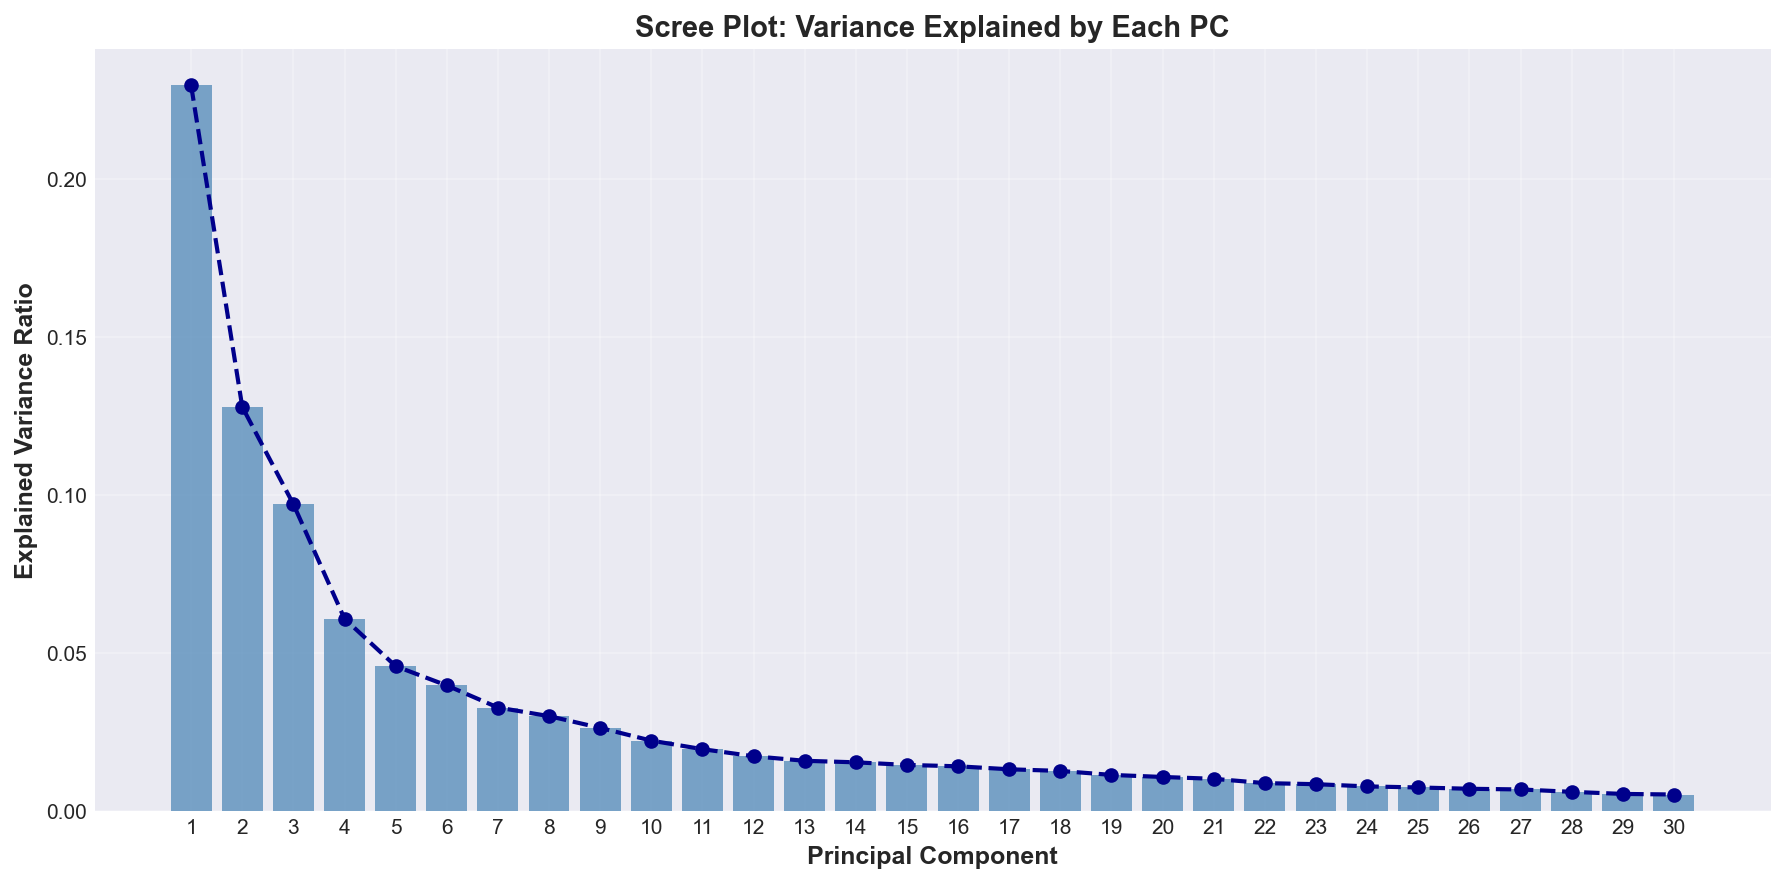 Scree Plot: Variance Explained by Each PC
Explained Variance Ratio
0.20
0.15
0.10
0.05
0.00
1 2 3 4 5 6 7 8 9 10 11 12 13 14 15 16 17 18 19 20 21 22 23 24 25 26 27 28 29 30
Principal Component